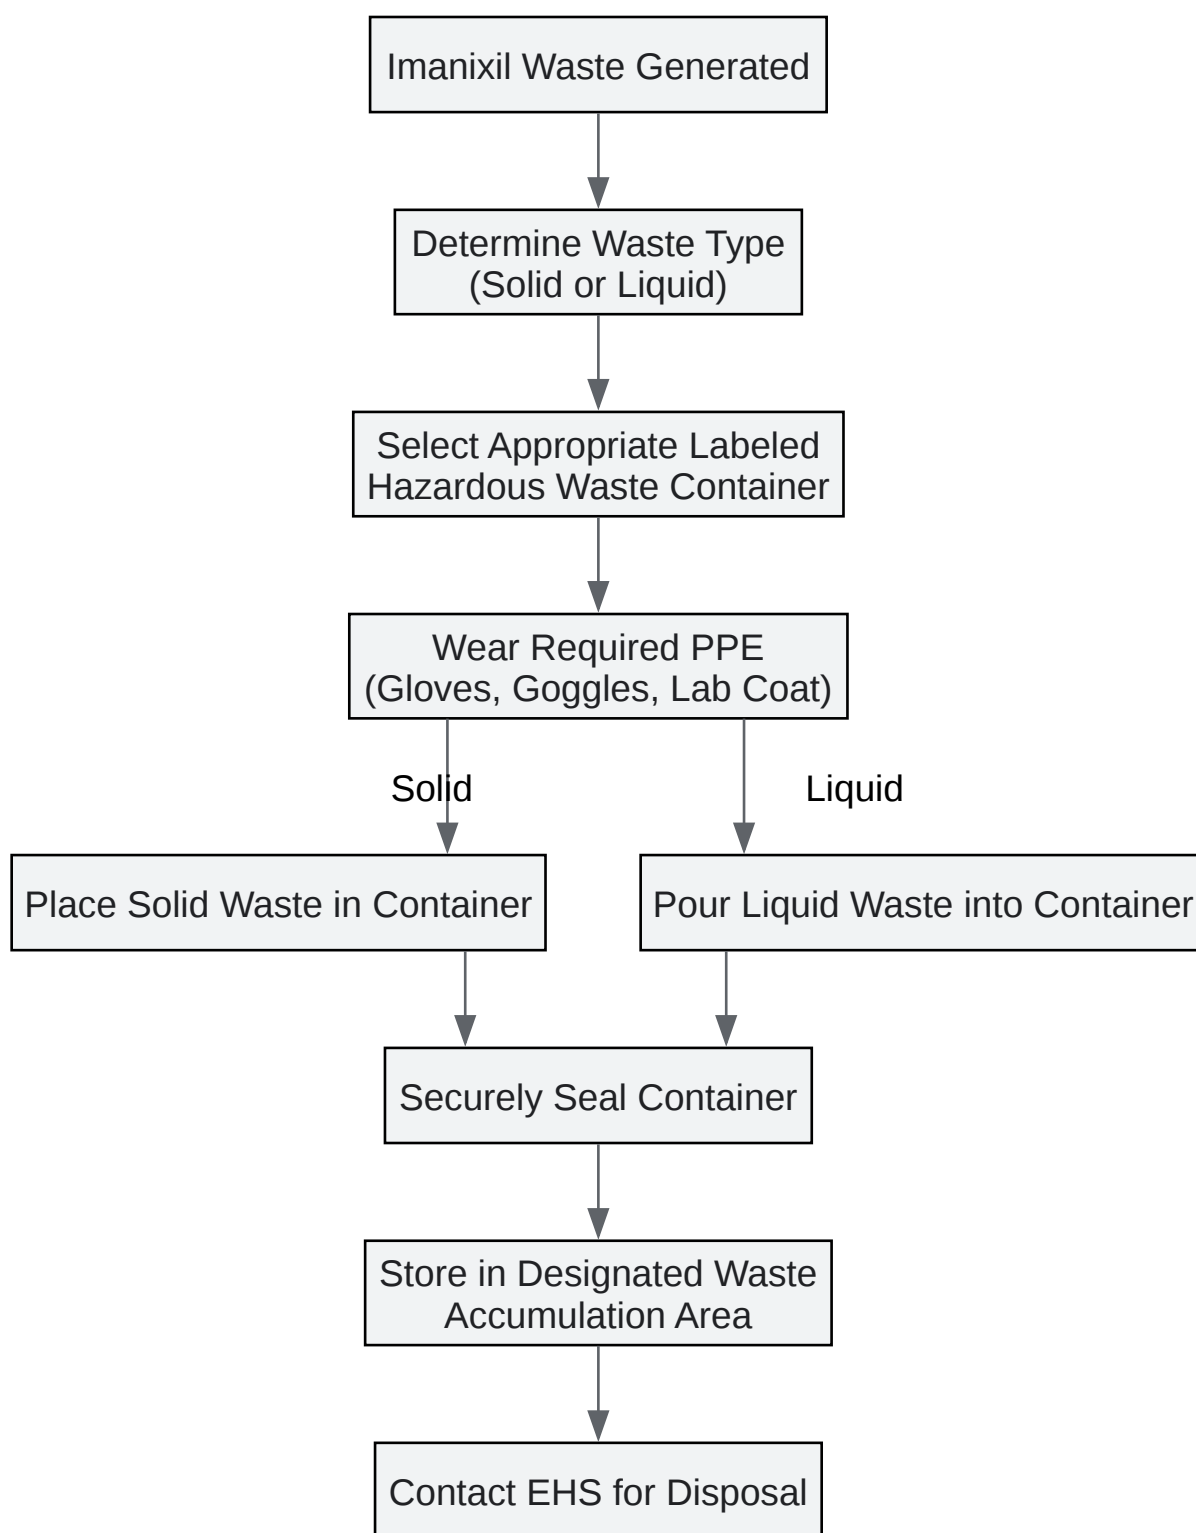 Imanixil Waste Generated
Determine Waste Type
(Solid or Liquid)
Select Appropriate Labeled
Hazardous Waste Container
Wear Required PPE
(Gloves, Goggles, Lab Coat)
Solid
Liquid
Place Solid Waste in Container
Pour Liquid Waste into Container
Securely Seal Container
Store in Designated Waste
Accumulation Area
Contact EHS for Disposal